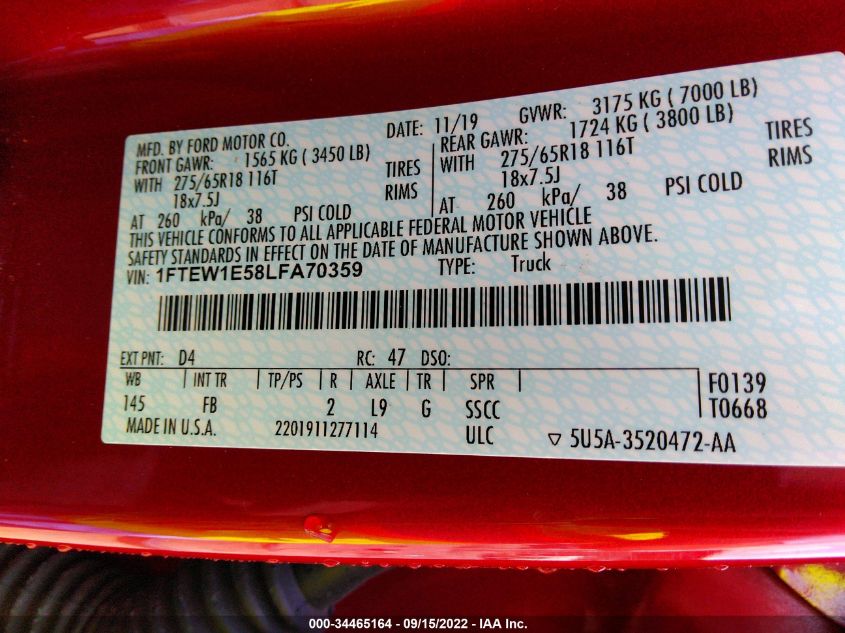 MFD. BY FORD MOTOR CO. DATE: 11/19 GVWR: 3175 KG ( 7000 LB)
FRONT GAWR: 1565 KG ( 3450 LB) REAR GAWR: 1724 KG ( 3800 LB)
WITH 275/65R18 116T TIRES WITH 275/65R18 116T TIRES
18x7.5J RIMS 18x7.5J RIMS
AT 260 kPa/ 38 PSI COLD AT 260 kPa/ 38 PSI COLD
THIS VEHICLE CONFORMS TO ALL APPLICABLE FEDERAL MOTOR VEHICLE
SAFETY STANDARDS IN EFFECT ON THE DATE OF MANUFACTURE SHOWN ABOVE.
VIN: 1FTEW1E58LFA70359 TYPE: Truck
EXT PNT: D4 RC: 47 DSO:
WB INT TR TP/PS R AXLE TR SPR F0139
145 FB 2 L9 G SSCC T0668
MADE IN U.S.A. 2201911277114 ULC ▽ 5U5A-3520472-AA
000-34465164 - 09/15/2022 - IAA Inc.